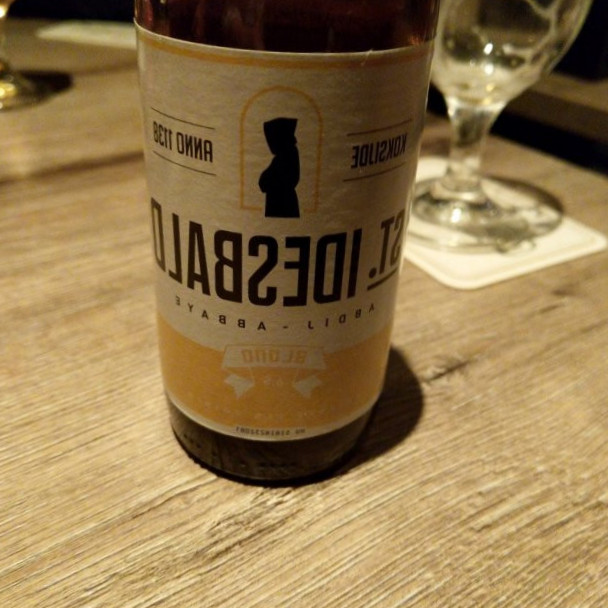 KOKSIJDE
ANNO 1138
ST. IDESBALD
ABDIJ - ABBAYE
BLOND